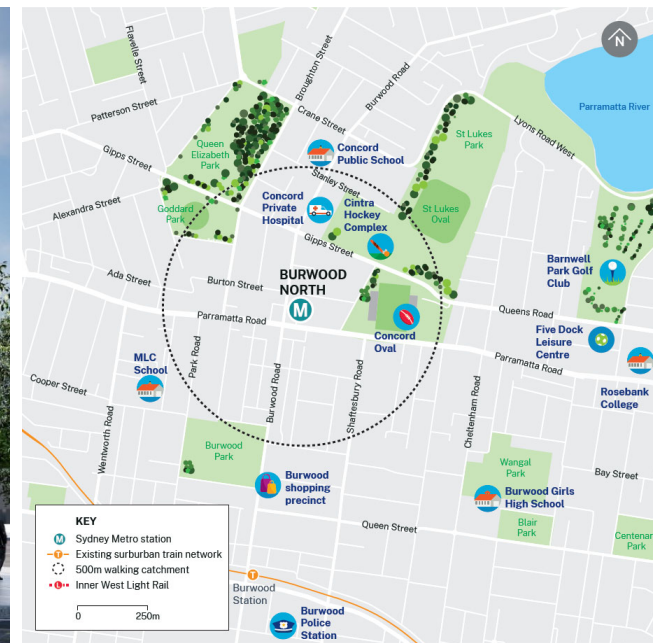 Flavelle Street
Broughton Street
Burwood Road
Patterson Street
Crane Street
Gipps Street
Queen
Elizabeth
Park
Concord
Public School
St Lukes
Park
Lyons Road West
Parramatta River
N
Stanley Street
Alexandra Street
Goddard
Park
Concord
Private
Hospital
Cintra
Hockey
Complex
St Lukes
Oval
Gipps Street
Ada Street
Burton Street
BURWOOD
NORTH
M
Barnwell
Park Golf
Club
Parramatta Road
Queens Road
Concord
Oval
Five Dock
Leisure
Centre
Parramatta Road
MLC
School
Park Road
Cooper Street
Wentworth Road
Burwood Road
Shaftesbury Road
Cheltenham Road
Rosebank
College
Burwood
Park
Wangal
Park
Bay Street
Burwood
shopping
precinct
Burwood Girls
High School
Queen Street
Blair
Park
Centenar
Park
KEY
M Sydney Metro station
T Existing surburban train network
500m walking catchment
L Inner West Light Rail
0 250m
T
Burwood
Station
Burwood
Police
Station